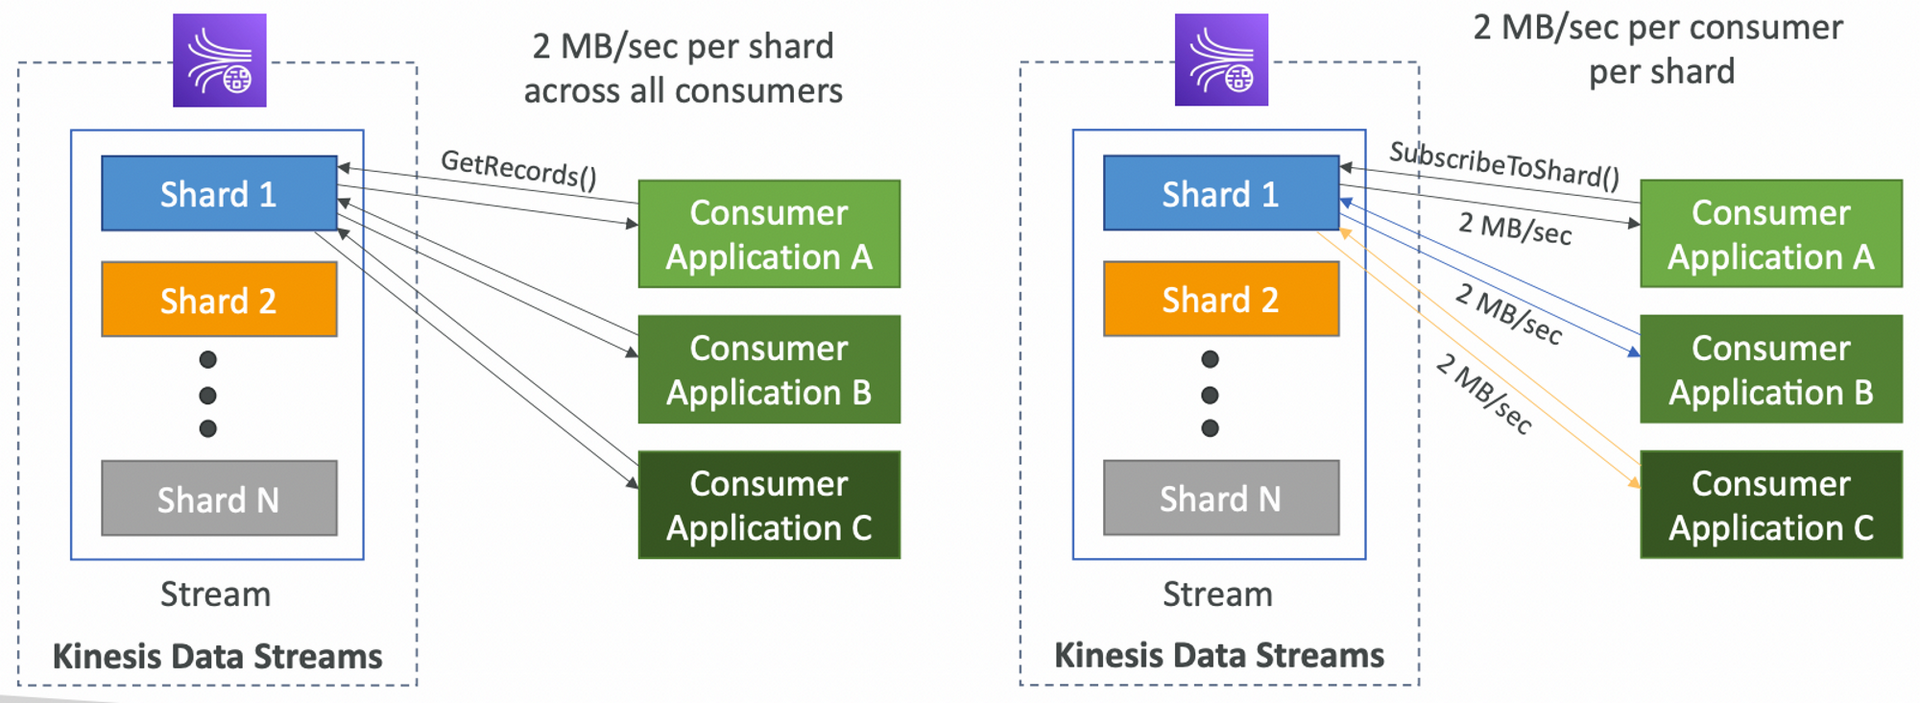 2 MB/sec per shard
across all consumers
GetRecords()
Shard 1
Shard 2
Shard N
Stream
Kinesis Data Streams
Consumer
Application A
Consumer
Application B
Consumer
Application C
2 MB/sec per consumer
per shard
SubscribeToShard()
2 MB/sec
2 MB/sec
2 MB/sec
Shard 1
Shard 2
Shard N
Stream
Kinesis Data Streams
Consumer
Application A
Consumer
Application B
Consumer
Application C